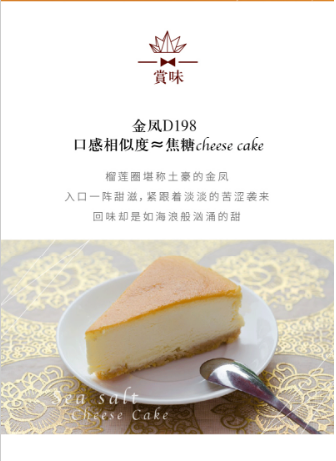 賞味
金凤D198
口感相似度≈焦糖cheese cake
榴莲圈堪称土豪的金凤
入口一阵甜滋,紧跟着淡淡的苦涩袭来
回味却是如海浪般汹涌的甜
Sea salt
Cheese Cake